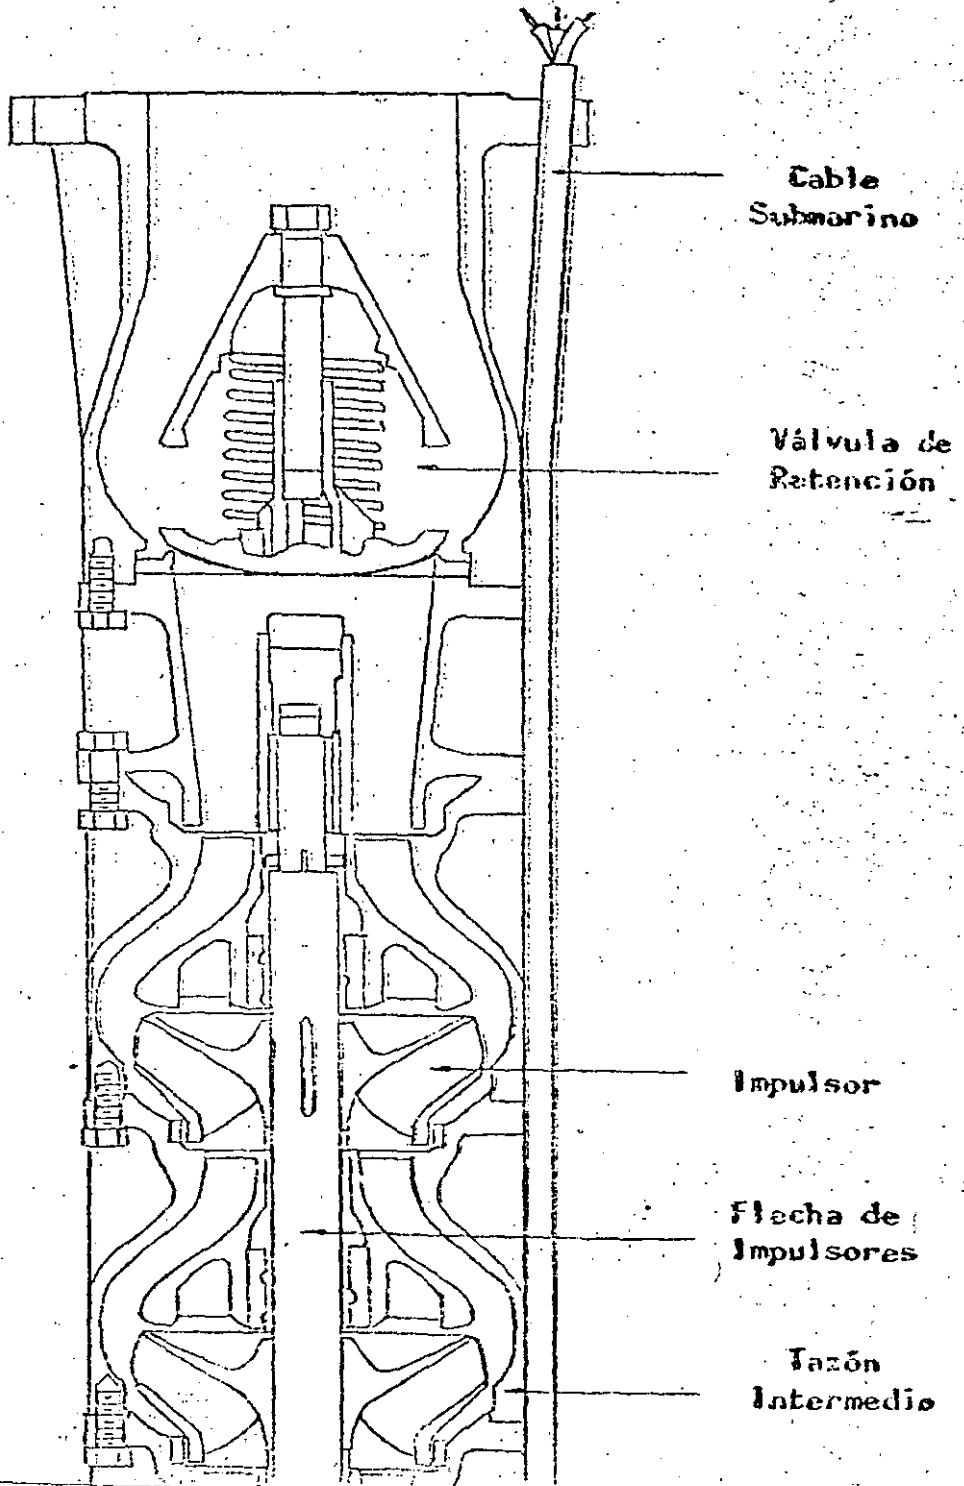 Cable
Submarino
Válvula de
Retención
Impulsor
Flecha de
Impulsores
Tazón
Intermedio